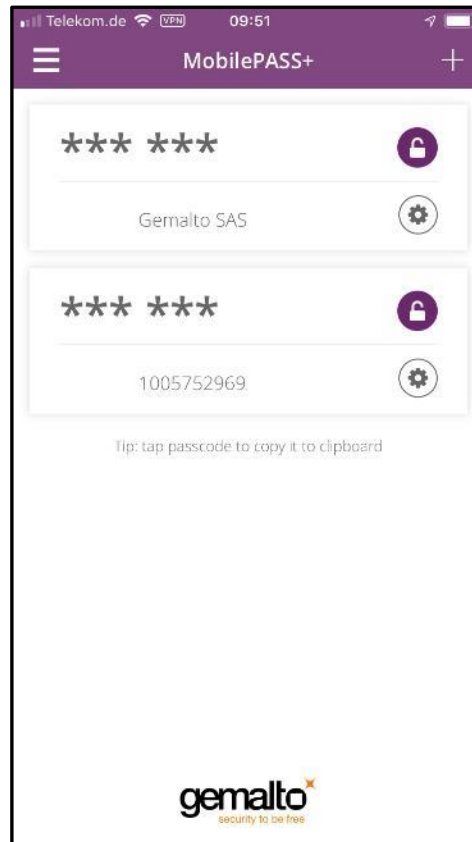 Telekom.de VPN 09:51
MobilePASS+
*** ***
Gemalto SAS
*** ***
1005752969
Tip: tap passcode to copy it to clipboard
gemalto
security to be free